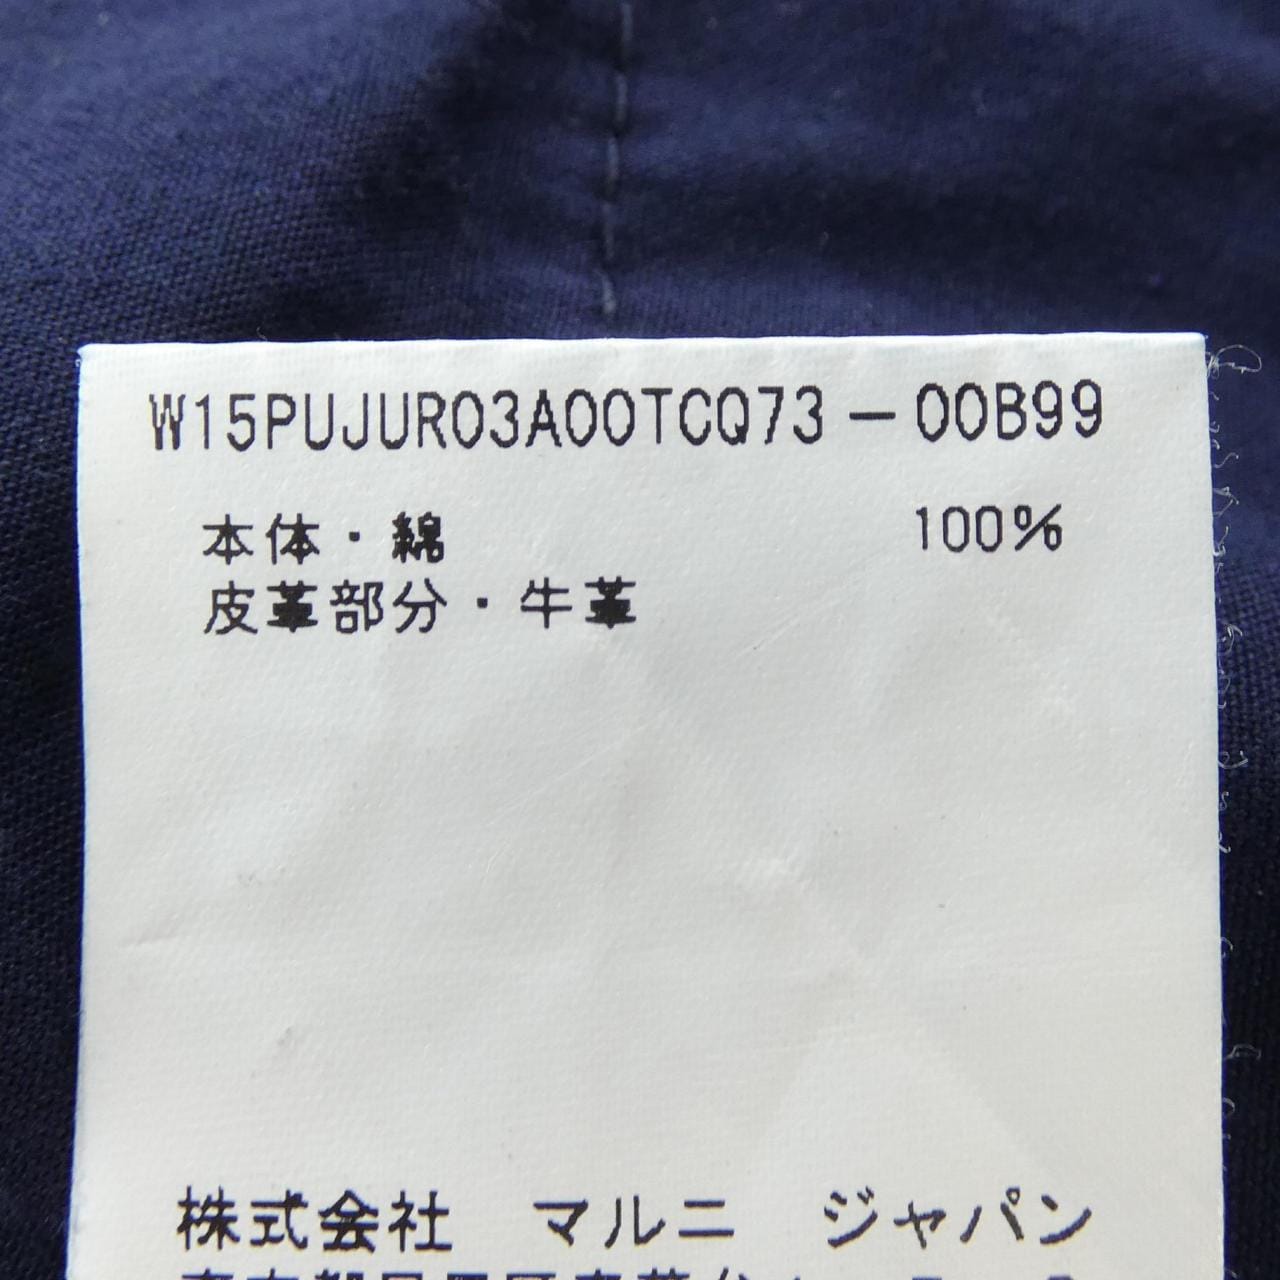 W15PUJUR03A00TCQ73－00B99
本体・綿 100%
皮革部分・牛革
株式会社 マルニ ジャパン